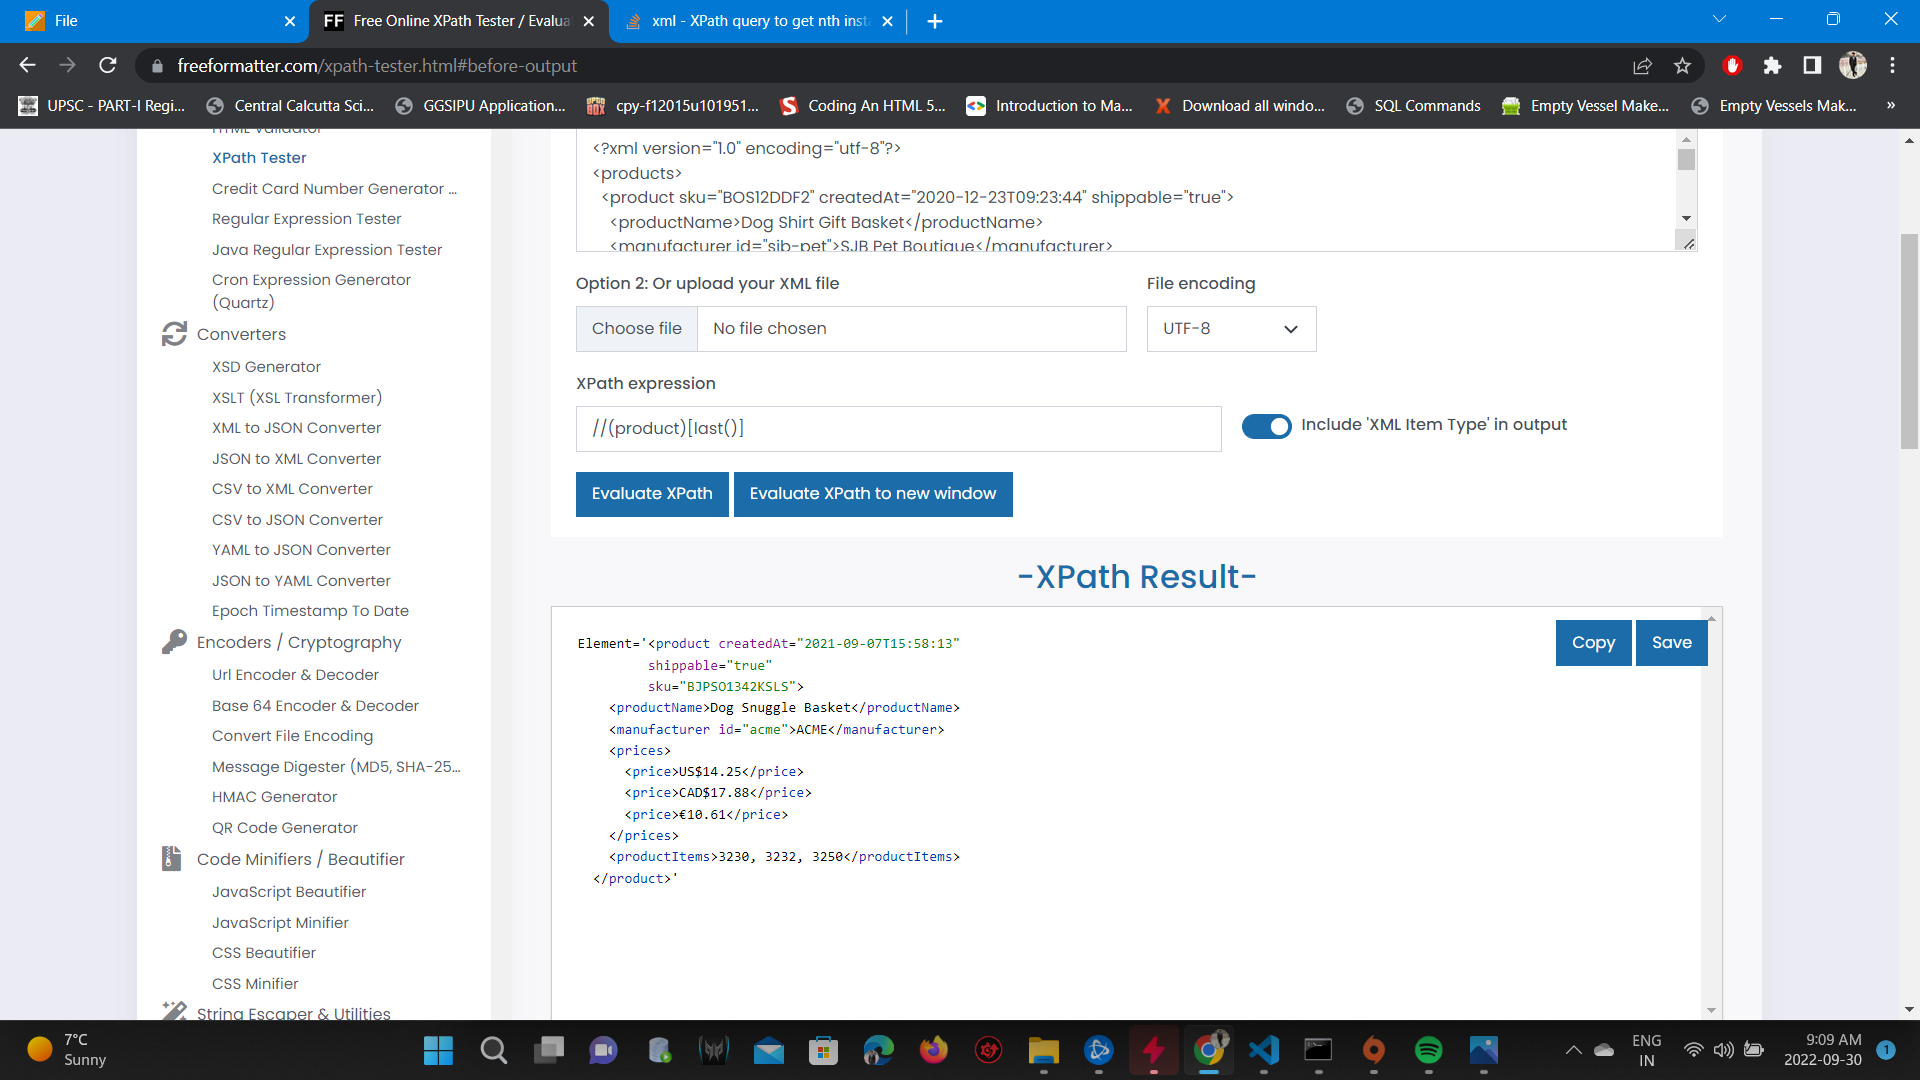 File
FF Free Online XPath Tester / Evalua
xml - XPath query to get nth insta
freeformatter.com/xpath-tester.html#before-output
UPSC - PART-I Regi...
Central Calcutta Sci...
GGSIPU Application...
cpy-f12015u101951...
Coding An HTML 5...
Introduction to Ma...
Download all windo...
SQL Commands
Empty Vessel Make...
Empty Vessels Mak...
»
HTML Validator
XPath Tester
Credit Card Number Generator ...
Regular Expression Tester
Java Regular Expression Tester
Cron Expression Generator
(Quartz)
Converters
XSD Generator
XSLT (XSL Transformer)
XML to JSON Converter
JSON to XML Converter
CSV to XML Converter
CSV to JSON Converter
YAML to JSON Converter
JSON to YAML Converter
Epoch Timestamp To Date
Encoders / Cryptography
Url Encoder & Decoder
Base 64 Encoder & Decoder
Convert File Encoding
Message Digester (MD5, SHA-25...
HMAC Generator
QR Code Generator
Code Minifiers / Beautifier
JavaScript Beautifier
JavaScript Minifier
CSS Beautifier
CSS Minifier
String Escaper & Utilities
<?xml version="1.0" encoding="utf-8"?>
<products>
<product sku="BOS12DDF2" createdAt="2020-12-23T09:23:44" shippable="true">
<productName>Dog Shirt Gift Basket</productName>
<manufacturer id="sjb-pet">SJB Pet Boutique</manufacturer>
Option 2: Or upload your XML file
File encoding
Choose file No file chosen
UTF-8
XPath expression
//(product)[last()]
Include 'XML Item Type' in output
Evaluate XPath
Evaluate XPath to new window
-XPath Result-
Copy
Save
Element='<product createdAt="2021-09-07T15:58:13"
shippable="true"
sku="BJPSO1342KSLS">
<productName>Dog Snuggle Basket</productName>
<manufacturer id="acme">ACME</manufacturer>
<prices>
<price>US$14.25</price>
<price>CAD$17.88</price>
<price>€10.61</price>
</prices>
<productItems>3230, 3232, 3250</productItems>
</product>'
7°C
Sunny
ENG
IN
9:09 AM
2022-09-30
1